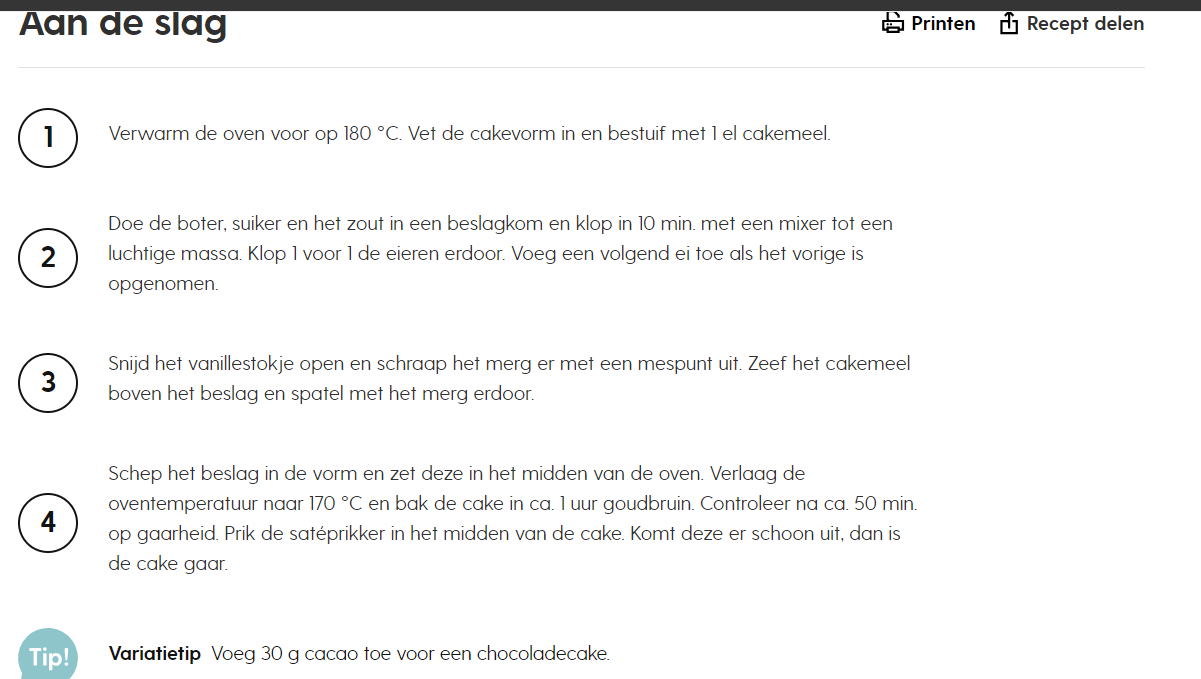 Aan de slag
Printen
Recept delen
1
Verwarm de oven voor op 180 °C. Vet de cakevorm in en bestuif met 1 el cakemeel.
2
Doe de boter, suiker en het zout in een beslagkom en klop in 10 min. met een mixer tot een
luchtige massa. Klop 1 voor 1 de eieren erdoor. Voeg een volgend ei toe als het vorige is
opgenomen.
3
Snijd het vanillestokje open en schraap het merg er met een mespunt uit. Zeef het cakemeel
boven het beslag en spatel met het merg erdoor.
4
Schep het beslag in de vorm en zet deze in het midden van de oven. Verlaag de
oventemperatuur naar 170 °C en bak de cake in ca. 1 uur goudbruin. Controleer na ca. 50 min.
op gaarheid. Prik de satéprikker in het midden van de cake. Komt deze er schoon uit, dan is
de cake gaar.
Tip!
Variatietip Voeg 30 g cacao toe voor een chocoladecake.